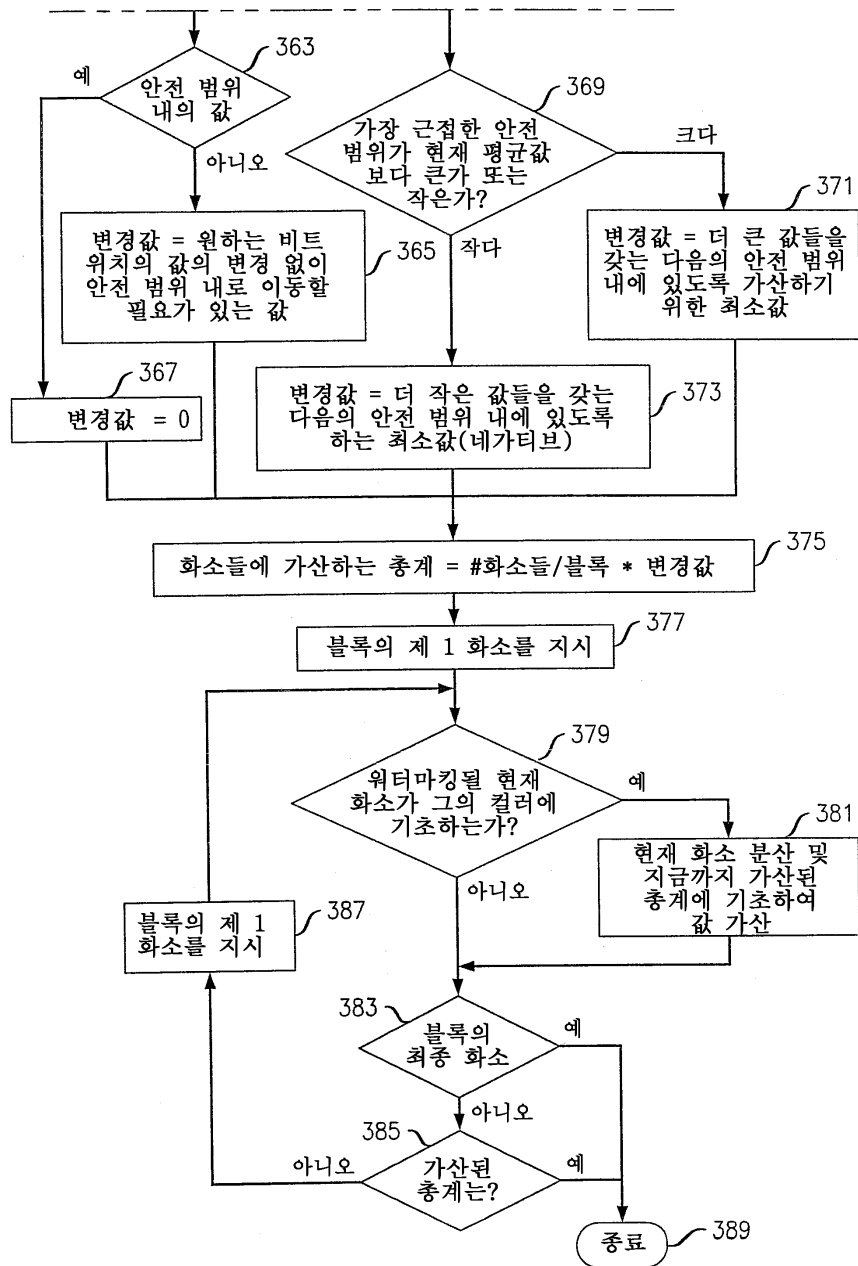 363
예
안전 범위
내의 값
아니오
369
가장 근접한 안전
범위가 현재 평균값
보다 큰가 또는
작은가?
크다
작다
371
변경값 = 더 큰 값들을
갖는 다음의 안전 범위
내에 있도록 가산하기
위한 최소값
변경값 = 원하는 비트
위치의 값의 변경 없이
안전 범위 내로 이동할
필요가 있는 값
365
367
변경값 = 0
변경값 = 더 작은 값들을 갖는
다음의 안전 범위 내에 있도록
하는 최소값(네가티브)
373
화소들에 가산하는 총계 = #화소들/블록 * 변경값
375
블록의 제 1 화소를 지시
377
379
워터마킹될 현재
화소가 그의 컬러에
기초하는가?
예
아니오
381
현재 화소 분산 및
지금까지 가산된
총계에 기초하여
값 가산
블록의 제 1
화소를 지시
387
383
블록의
최종 화소
예
아니오
385
가산된
총계는?
아니오
예
종료
389